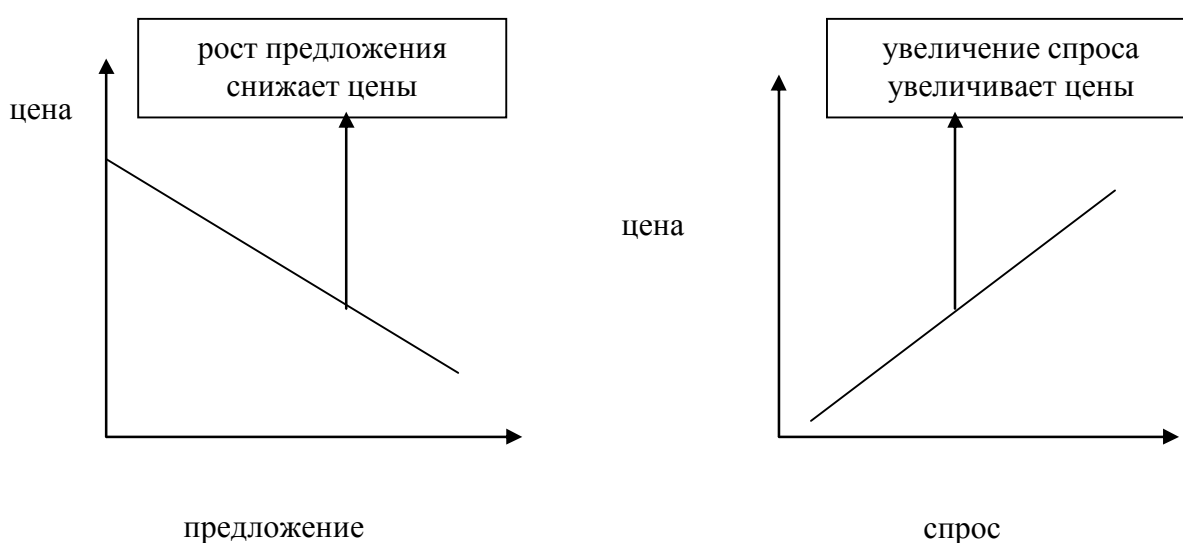 рост предложения
снижает цены
цена
предложение
увеличение спроса
увеличивает цены
цена
спрос